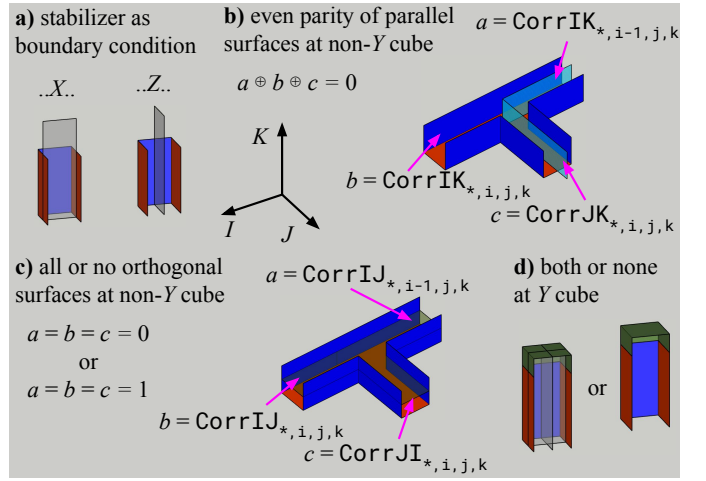 a) stabilizer as
boundary condition
..X..
..Z..
b) even parity of parallel
surfaces at non-Y cube
a ⊕ b ⊕ c = 0
K
I
J
a = CorrIK*,i-1,j,k
b = CorrIK*,i,j,k
c = CorrJK*,i,j,k
c) all or no orthogonal
surfaces at non-Y cube
a = b = c = 0
or
a = b = c = 1
a = CorrIJ*,i-1,j,k
b = CorrIJ*,i,j,k
c = CorrJI*,i,j,k
d) both or none
at Y cube
or